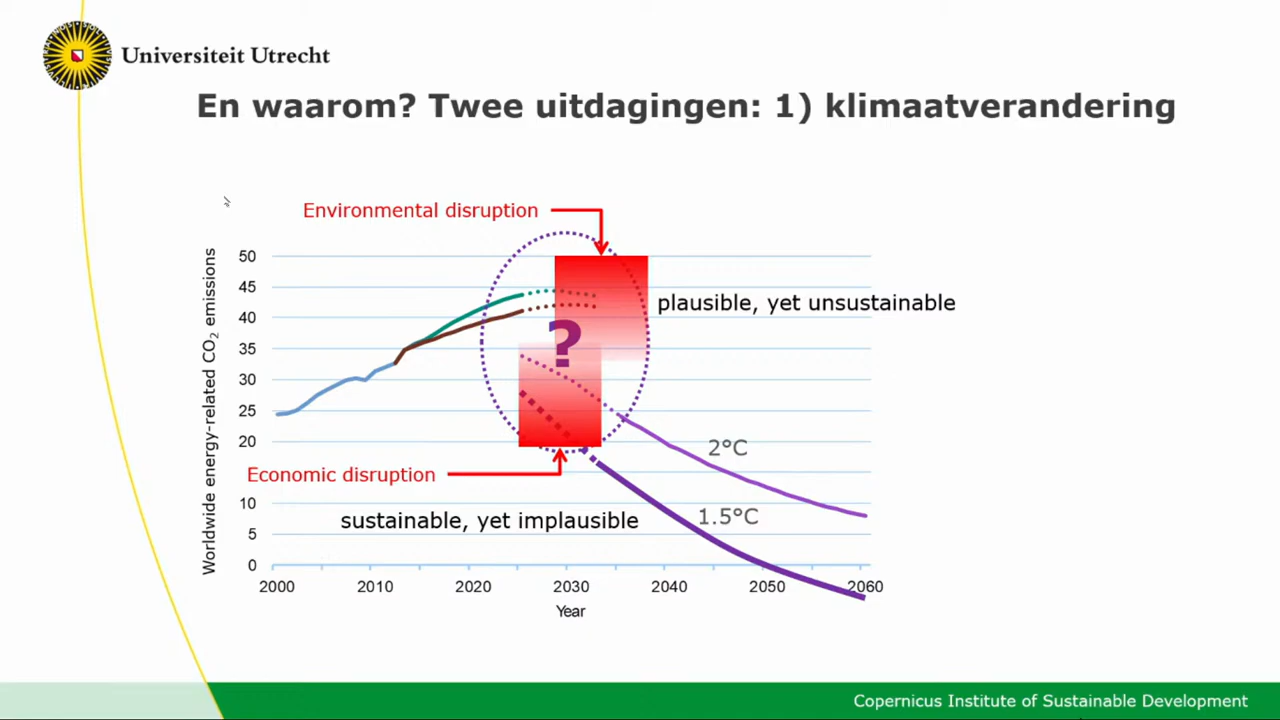 Universiteit Utrecht
En waarom? Twee uitdagingen: 1) klimaatverandering
Environmental disruption
Worldwide energy-related CO₂ emissions
50
45
40
35
30
25
20
10
5
0
plausible, yet unsustainable
?
2°C
Economic disruption
1.5°C
sustainable, yet implausible
2000 2010 2020 2030 2040 2050 2060
Year
Copernicus Institute of Sustainable Development